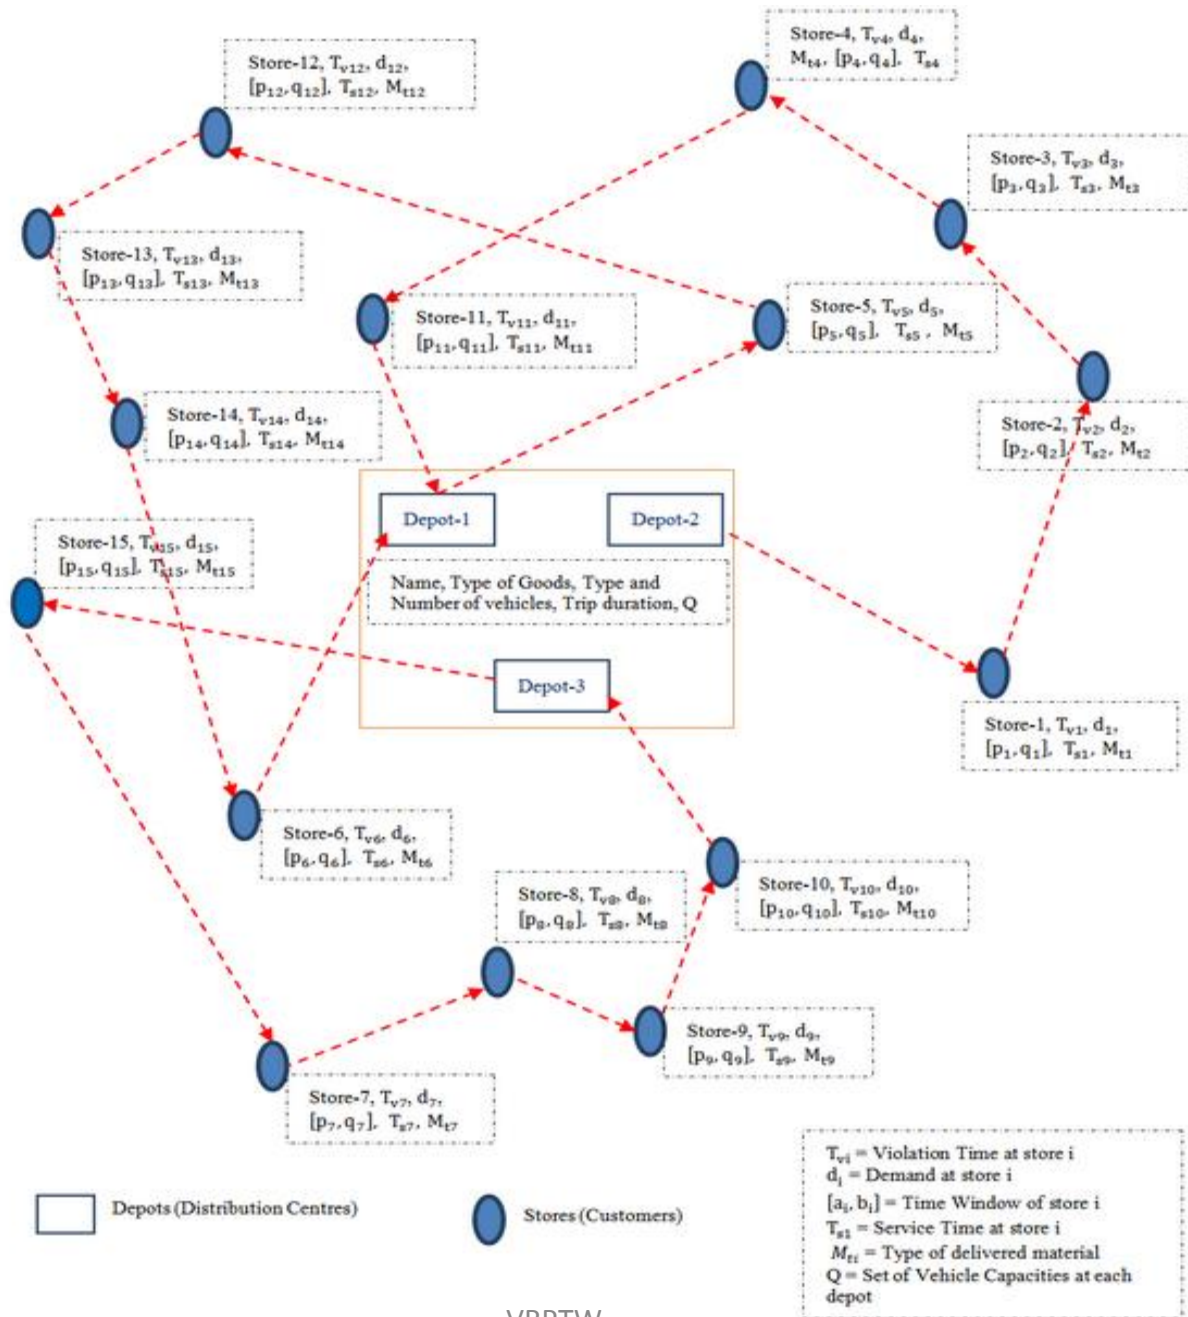 Store-4, Tᵥ₄, d₄,
Mₜ₄, [p₄, q₄], Tₛ₄
Store-12, Tᵥ₁₂, d₁₂,
[p₁₂, q₁₂], Tₛ₁₂, Mₜ₁₂
Store-3, Tᵥ₃, d₃,
[p₃, q₃], Tₛ₃, Mₜ₃
Store-13, Tᵥ₁₃, d₁₃,
[p₁₃, q₁₃], Tₛ₁₃, Mₜ₁₃
Store-11, Tᵥ₁₁, d₁₁,
[p₁₁, q₁₁], Tₛ₁₁, Mₜ₁₁
Store-5, Tᵥ₅, d₅,
[p₅, q₅], Tₛ₅ , Mₜ₅
Store-14, Tᵥ₁₄, d₁₄,
[p₁₄, q₁₄], Tₛ₁₄, Mₜ₁₄
Store-2, Tᵥ₂, d₂,
[p₂, q₂], Tₛ₂, Mₜ₂
Depot-1
Depot-2
Store-15, Tᵥ₁₅, d₁₅,
[p₁₅, q₁₅], Tₛ₁₅, Mₜ₁₅
Name, Type of Goods, Type and
Number of vehicles, Trip duration, Q
Depot-3
Store-1, Tᵥ₁, d₁,
[p₁, q₁], Tₛ₁, Mₜ₁
Store-6, Tᵥ₆, d₆,
[p₆, q₆], Tₛ₆, Mₜ₆
Store-8, Tᵥ₈, d₈,
[p₈, q₈], Tₛ₈, Mₜ₈
Store-10, Tᵥ₁₀, d₁₀,
[p₁₀, q₁₀], Tₛ₁₀, Mₜ₁₀
Store-9, Tᵥ₉, d₉,
[p₉, q₉], Tₛ₉, Mₜ₉
Store-7, Tᵥ₇, d₇,
[p₇, q₇], Tₛ₇, Mₜ₇
Depots (Distribution Centres)
Stores (Customers)
Tᵥᵢ = Violation Time at store i
dᵢ = Demand at store i
[aᵢ, bᵢ] = Time Window of store i
Tₛ₁ = Service Time at store i
Mₜᵢ = Type of delivered material
Q = Set of Vehicle Capacities at each
depot